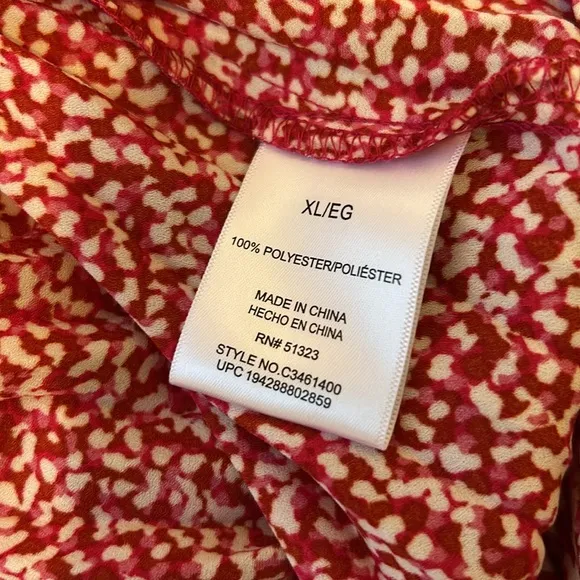 XL/EG
100% POLYESTER/POLIÉSTER
MADE IN CHINA
HECHO EN CHINA
RN# 51323
STYLE NO.C3461400
UPC 194288802859